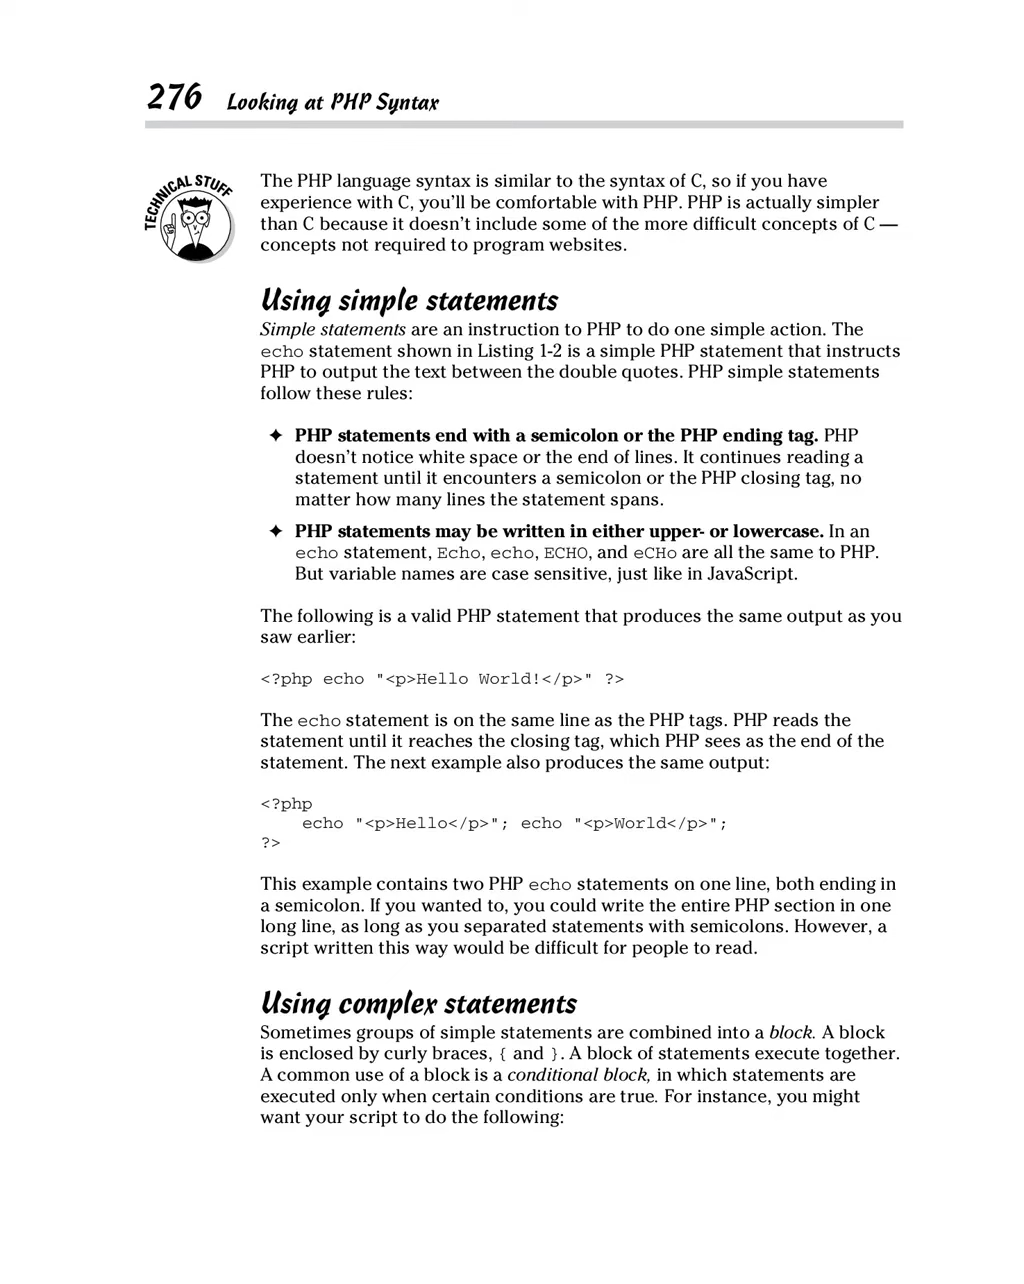 276 Looking at PHP Syntax
TECHNICAL STUFF
The PHP language syntax is similar to the syntax of C, so if you have
experience with C, you'll be comfortable with PHP. PHP is actually simpler
than C because it doesn't include some of the more difficult concepts of C —
concepts not required to program websites.
Using simple statements
Simple statements are an instruction to PHP to do one simple action. The
echo statement shown in Listing 1-2 is a simple PHP statement that instructs
PHP to output the text between the double quotes. PHP simple statements
follow these rules:
✦ PHP statements end with a semicolon or the PHP ending tag. PHP
doesn't notice white space or the end of lines. It continues reading a
statement until it encounters a semicolon or the PHP closing tag, no
matter how many lines the statement spans.
✦ PHP statements may be written in either upper- or lowercase. In an
echo statement, Echo, echo, ECHO, and eCHo are all the same to PHP.
But variable names are case sensitive, just like in JavaScript.
The following is a valid PHP statement that produces the same output as you
saw earlier:
<?php echo "<p>Hello World!</p>" ?>
The echo statement is on the same line as the PHP tags. PHP reads the
statement until it reaches the closing tag, which PHP sees as the end of the
statement. The next example also produces the same output:
<?php
    echo "<p>Hello</p>"; echo "<p>World</p>";
?>
This example contains two PHP echo statements on one line, both ending in
a semicolon. If you wanted to, you could write the entire PHP section in one
long line, as long as you separated statements with semicolons. However, a
script written this way would be difficult for people to read.
Using complex statements
Sometimes groups of simple statements are combined into a block. A block
is enclosed by curly braces, { and }. A block of statements execute together.
A common use of a block is a conditional block, in which statements are
executed only when certain conditions are true. For instance, you might
want your script to do the following: